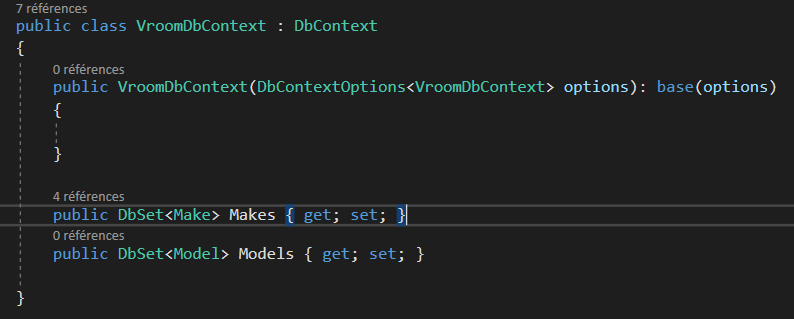 7 références
public class VroomDbContext : DbContext
{
0 références
public VroomDbContext(DbContextOptions<VroomDbContext> options): base(options)
{
}
4 références
public DbSet<Make> Makes { get; set; }
0 références
public DbSet<Model> Models { get; set; }
}